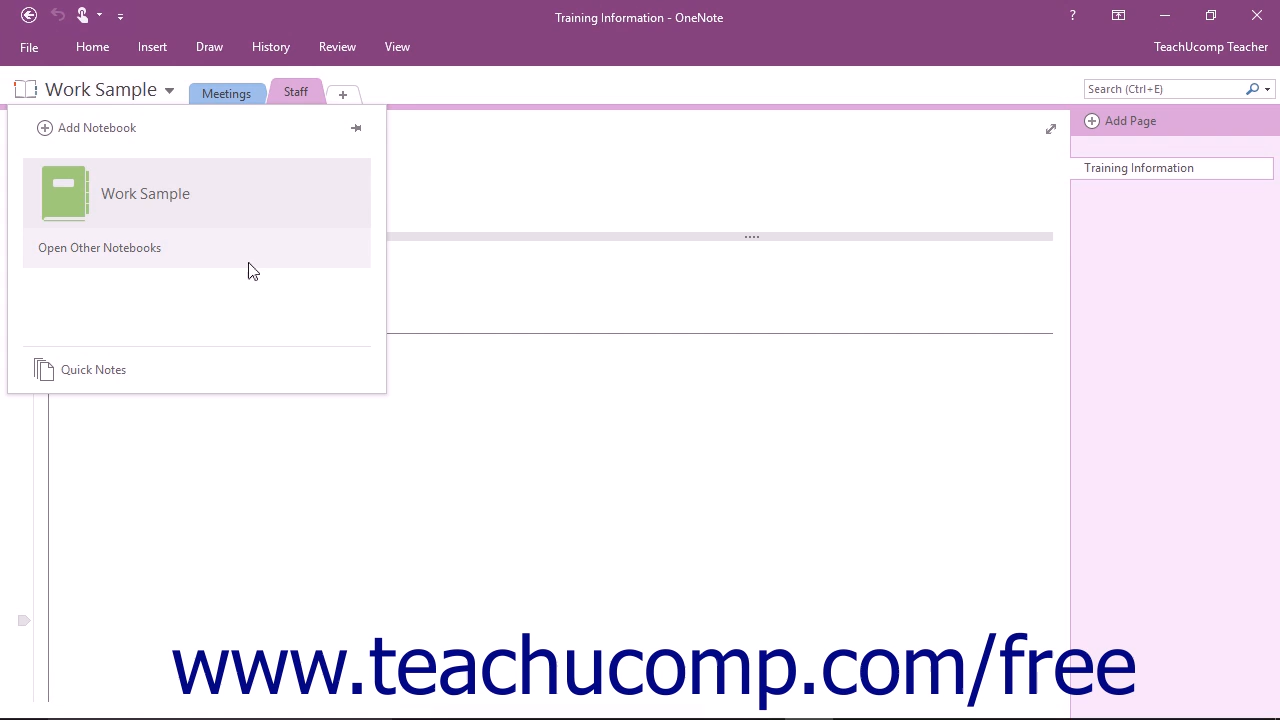 Training Information - OneNote
?
File Home Insert Draw History Review View TeachUcomp Teacher
Work Sample Meetings Staff + Search (Ctrl+E)
Add Notebook
Add Page
Training Information
Work Sample
Open Other Notebooks
Quick Notes
www.teachucomp.com/free